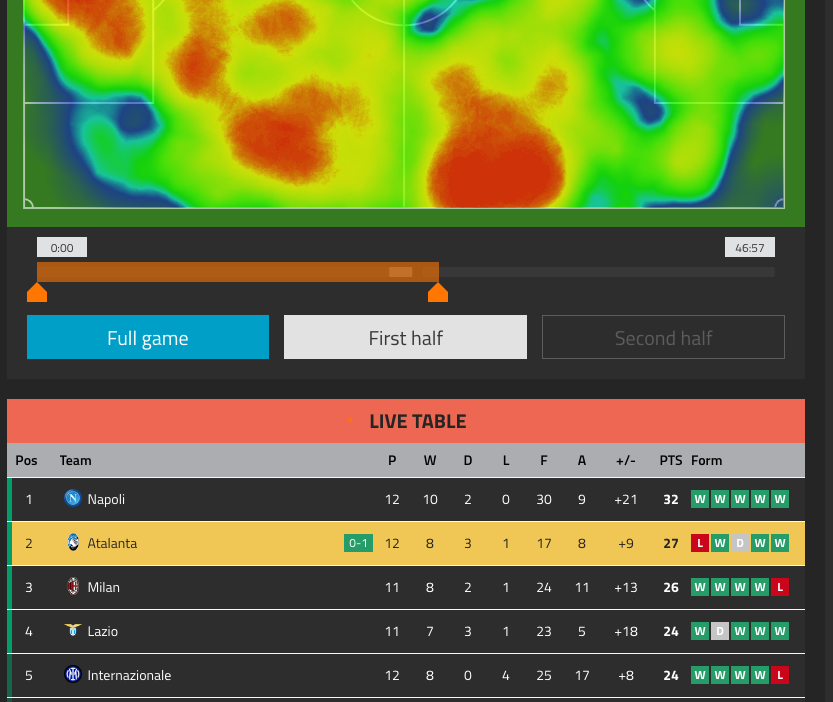 0:00 46:57
Full game First half Second half
LIVE TABLE
Pos Team P W D L F A +/- PTS Form
1 N Napoli 12 10 2 0 30 9 +21 32 W W W W W
2 Atalanta 0-1 12 8 3 1 17 8 +9 27 L W D W W
3 Milan 11 8 2 1 24 11 +13 26 W W W W L
4 Lazio 11 7 3 1 23 5 +18 24 W D W W W
5 Internazionale 12 8 0 4 25 17 +8 24 W W W W L